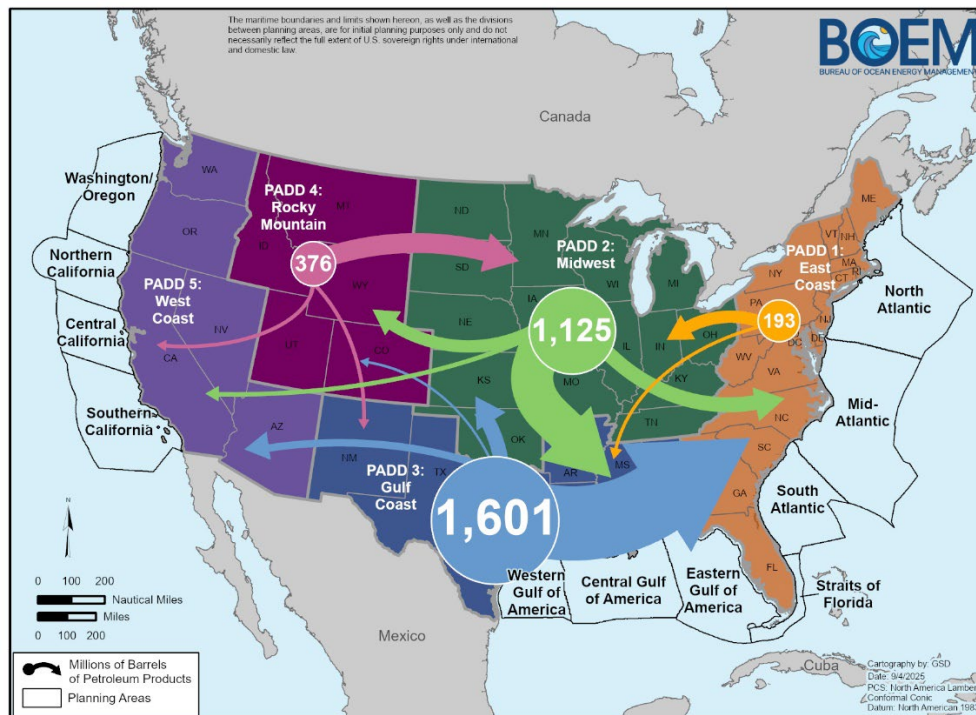 The maritime boundaries and limits shown hereon, as well as the divisions
between planning areas, are for initial planning purposes only and do not
necessarily reflect the full extent of U.S. sovereign rights under international
and domestic law.
BOEM
BUREAU OF OCEAN ENERGY MANAGEMENT
Canada
Washington/
Oregon
Northern
California
Central
California
Southern
California
PADD 5:
West
Coast
WA
OR
NV
CA
AZ
PADD 4:
Rocky
Mountain
MT
ID
WY
UT
CO
376
PADD 2:
Midwest
ND
MN
SD
WI
MI
IA
NE
IL
IN
OH
KS
MO
KY
OK
TN
1,125
PADD 1:
East
Coast
ME
VT
NH
NY
MA
CT
RI
PA
NJ
DE
DC
WV
VA
NC
SC
GA
FL
193
PADD 3:
Gulf
Coast
NM
TX
AR
MS
1,601
North
Atlantic
Mid-
Atlantic
South
Atlantic
Straits of
Florida
Western
Gulf of
America
Central Gulf
of America
Eastern
Gulf of
America
Mexico
Cuba
N
0 100 200
Nautical Miles
Miles
0 100 200
Millions of Barrels
of Petroleum Products
Planning Areas
Cartography by: GSD
Date: 9/4/2025
PCS: North America Lambert
Conformal Conic
Datum: North American 1983